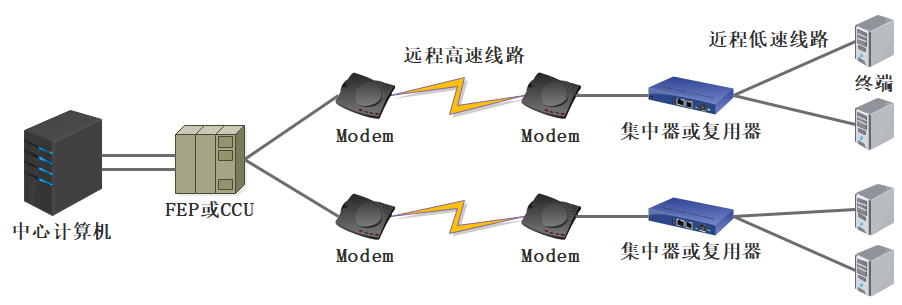 远程高速线路
近程低速线路
终端
Modem
Modem
集中器或复用器
中心计算机
FEP或CCU
Modem
Modem
集中器或复用器